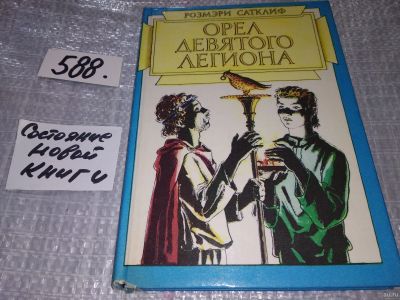 РОЗМЭРИ САТКЛИФ
ОРЕЛ
ДЕВЯТОГО
ЛЕГИОНА
588.
Состояние
новой
книги